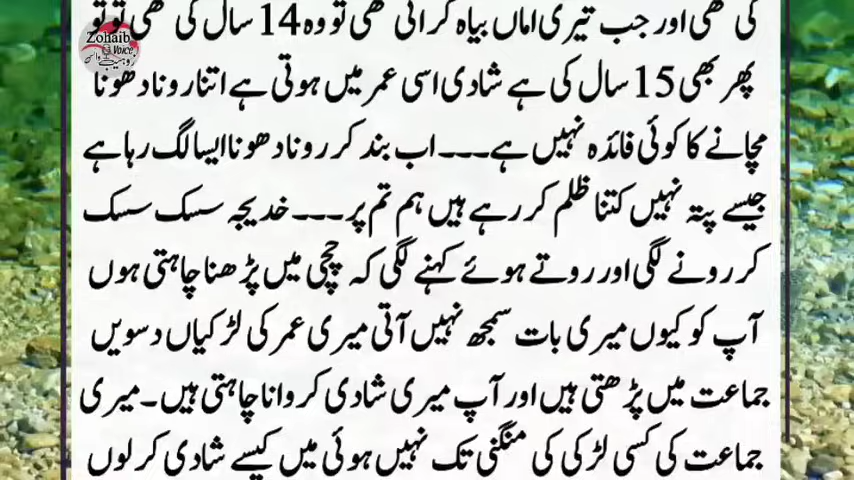 کی تھی اور جب تیری اماں بیاہ کر آئی تھی تو وہ 14 سال کی تھی تو تو
پھر بھی 15 سال کی ہے شادی اسی عمر میں ہوتی ہے اتنا رونا دھونا
مچانے کا کوئی فائدہ نہیں ہے۔۔۔ اب بند کر رونا دھونا ایسا لگ رہا ہے
جیسے پتہ نہیں کتنا ظلم کر رہے ہیں ہم تم پر۔۔۔ خدیجہ سسک سسک
کر رونے لگی اور روتے ہوئے کہنے لگی کہ چچی میں پڑھنا چاہتی ہوں
آپ کو کیوں میری بات سمجھ نہیں آتی میری عمر کی لڑکیاں دسویں
جماعت میں پڑھتی ہیں اور آپ میری شادی کروانا چاہتی ہیں۔ میری
جماعت کی کسی لڑکی کی منگنی تک نہیں ہوئی میں کیسے شادی کر لوں
Zohaib
Voice